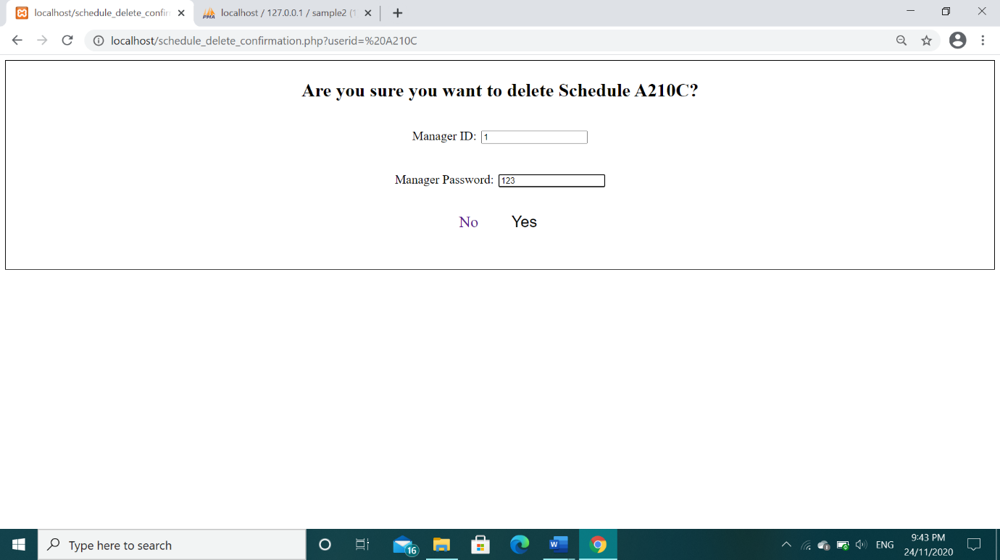 localhost/schedule_delete_confirm
localhost / 127.0.0.1 / sample2 (1
localhost/schedule_delete_confirmation.php?userid=%20A210C
Are you sure you want to delete Schedule A210C?
Manager ID: 1
Manager Password: 123
No Yes
Type here to search
16
W
ENG
9:43 PM
24/11/2020